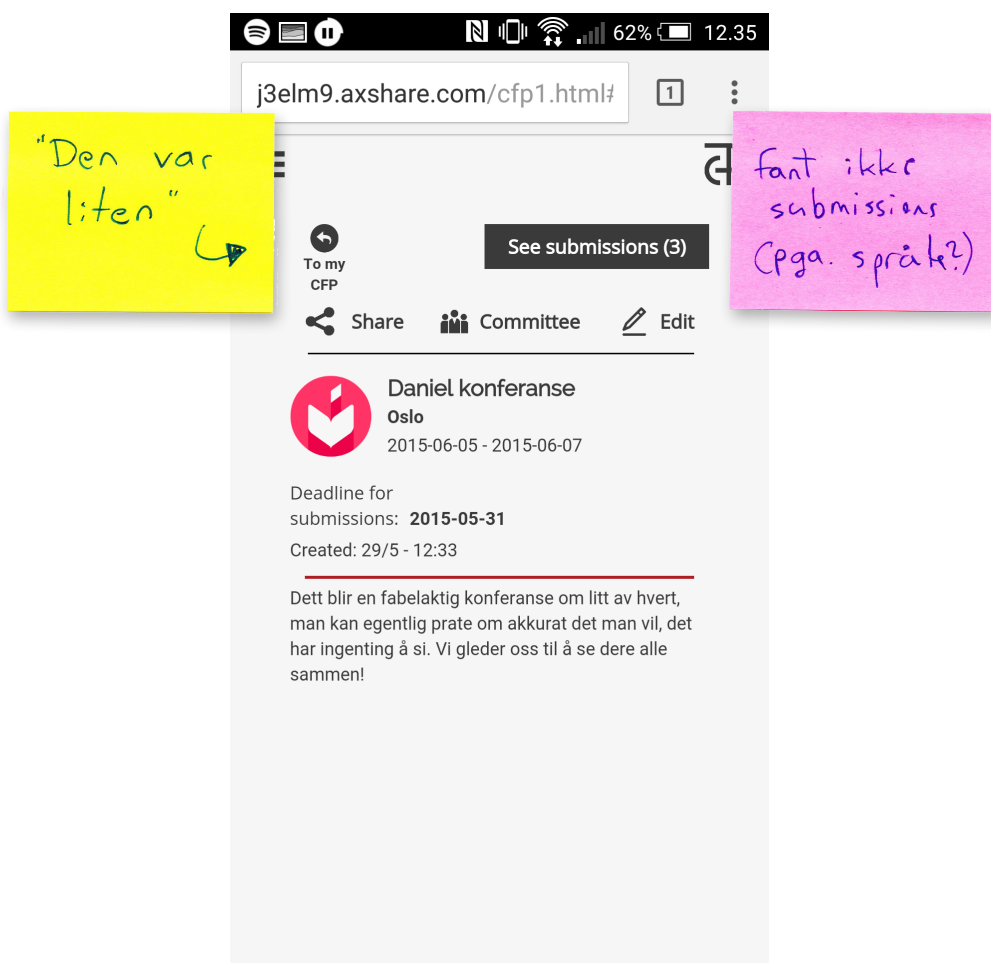 62% 12.35
j3elm9.axshare.com/cfp1.html#
1
"Den var
liten"
fant ikke
submissions
(pga. språk?)
To my
CFP
See submissions (3)
Share Committee Edit
Daniel konferanse
Oslo
2015-06-05 - 2015-06-07
Deadline for
submissions: 2015-05-31
Created: 29/5 - 12:33
Dett blir en fabelaktig konferanse om litt av hvert,
man kan egentlig prate om akkurat det man vil, det
har ingenting å si. Vi gleder oss til å se dere alle
sammen!